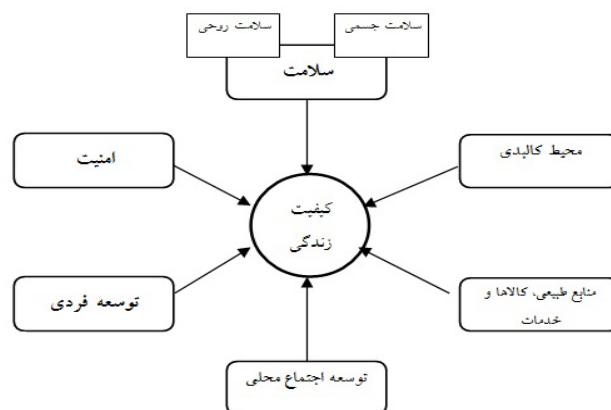 سلامت جسمی
سلامت روحی
سلامت
محیط کالبدی
امنیت
کیفیت
زندگی
منابع طبیعی، کالاها و
خدمات
توسعه فردی
توسعه اجتماع محلی